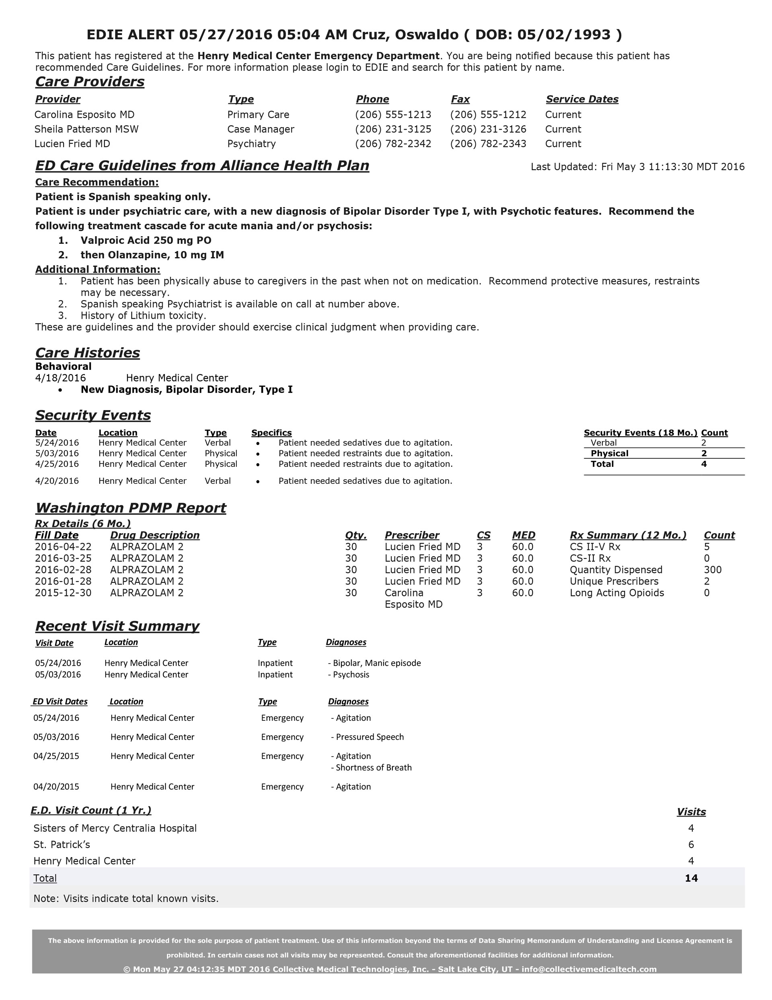 EDIE ALERT 05/27/2016 05:04 AM Cruz, Oswaldo ( DOB: 05/02/1993 )
This patient has registered at the Henry Medical Center Emergency Department. You are being notified because this patient has
recommended Care Guidelines. For more information please login to EDIE and search for this patient by name.
Care Providers
Provider Type Phone Fax Service Dates
Carolina Esposito MD Primary Care (206) 555-1213 (206) 555-1212 Current
Sheila Patterson MSW Case Manager (206) 231-3125 (206) 231-3126 Current
Lucien Fried MD Psychiatry (206) 782-2342 (206) 782-2343 Current
ED Care Guidelines from Alliance Health Plan Last Updated: Fri May 3 11:13:30 MDT 2016
Care Recommendation:
Patient is Spanish speaking only.
Patient is under psychiatric care, with a new diagnosis of Bipolar Disorder Type I, with Psychotic features. Recommend the
following treatment cascade for acute mania and/or psychosis:
1. Valproic Acid 250 mg PO
2. then Olanzapine, 10 mg IM
Additional Information:
1. Patient has been physically abuse to caregivers in the past when not on medication. Recommend protective measures, restraints
may be necessary.
2. Spanish speaking Psychiatrist is available on call at number above.
3. History of Lithium toxicity.
These are guidelines and the provider should exercise clinical judgment when providing care.
Care Histories
Behavioral
4/18/2016 Henry Medical Center
• New Diagnosis, Bipolar Disorder, Type I
Security Events
Date Location Type Specifics Security Events (18 Mo.) Count
5/24/2016 Henry Medical Center Verbal • Patient needed sedatives due to agitation. Verbal 2
5/03/2016 Henry Medical Center Physical • Patient needed restraints due to agitation. Physical 2
4/25/2016 Henry Medical Center Physical • Patient needed restraints due to agitation. Total 4
4/20/2016 Henry Medical Center Verbal • Patient needed sedatives due to agitation.
Washington PDMP Report
Rx Details (6 Mo.)
Fill Date Drug Description Qty. Prescriber CS MED Rx Summary (12 Mo.) Count
2016-04-22 ALPRAZOLAM 2 30 Lucien Fried MD 3 60.0 CS II-V Rx 5
2016-03-25 ALPRAZOLAM 2 30 Lucien Fried MD 3 60.0 CS-II Rx 0
2016-02-28 ALPRAZOLAM 2 30 Lucien Fried MD 3 60.0 Quantity Dispensed 300
2016-01-28 ALPRAZOLAM 2 30 Lucien Fried MD 3 60.0 Unique Prescribers 2
2015-12-30 ALPRAZOLAM 2 30 Carolina 3 60.0 Long Acting Opioids 0
Esposito MD
Recent Visit Summary
Visit Date Location Type Diagnoses
05/24/2016 Henry Medical Center Inpatient - Bipolar, Manic episode
05/03/2016 Henry Medical Center Inpatient - Psychosis
ED Visit Dates Location Type Diagnoses
05/24/2016 Henry Medical Center Emergency - Agitation
05/03/2016 Henry Medical Center Emergency - Pressured Speech
04/25/2015 Henry Medical Center Emergency - Agitation
- Shortness of Breath
04/20/2015 Henry Medical Center Emergency - Agitation
E.D. Visit Count (1 Yr.) Visits
Sisters of Mercy Centralia Hospital 4
St. Patrick’s 6
Henry Medical Center 4
Total 14
Note: Visits indicate total known visits.
The above information is provided for the sole purpose of patient treatment. Use of this information beyond the terms of Data Sharing Memorandum of Understanding and License Agreement is
prohibited. In certain cases not all visits may be represented. Consult the aforementioned facilities for additional information.
© Mon May 27 04:12:35 MDT 2016 Collective Medical Technologies, Inc. - Salt Lake City, UT - info@collectivemedicaltech.com